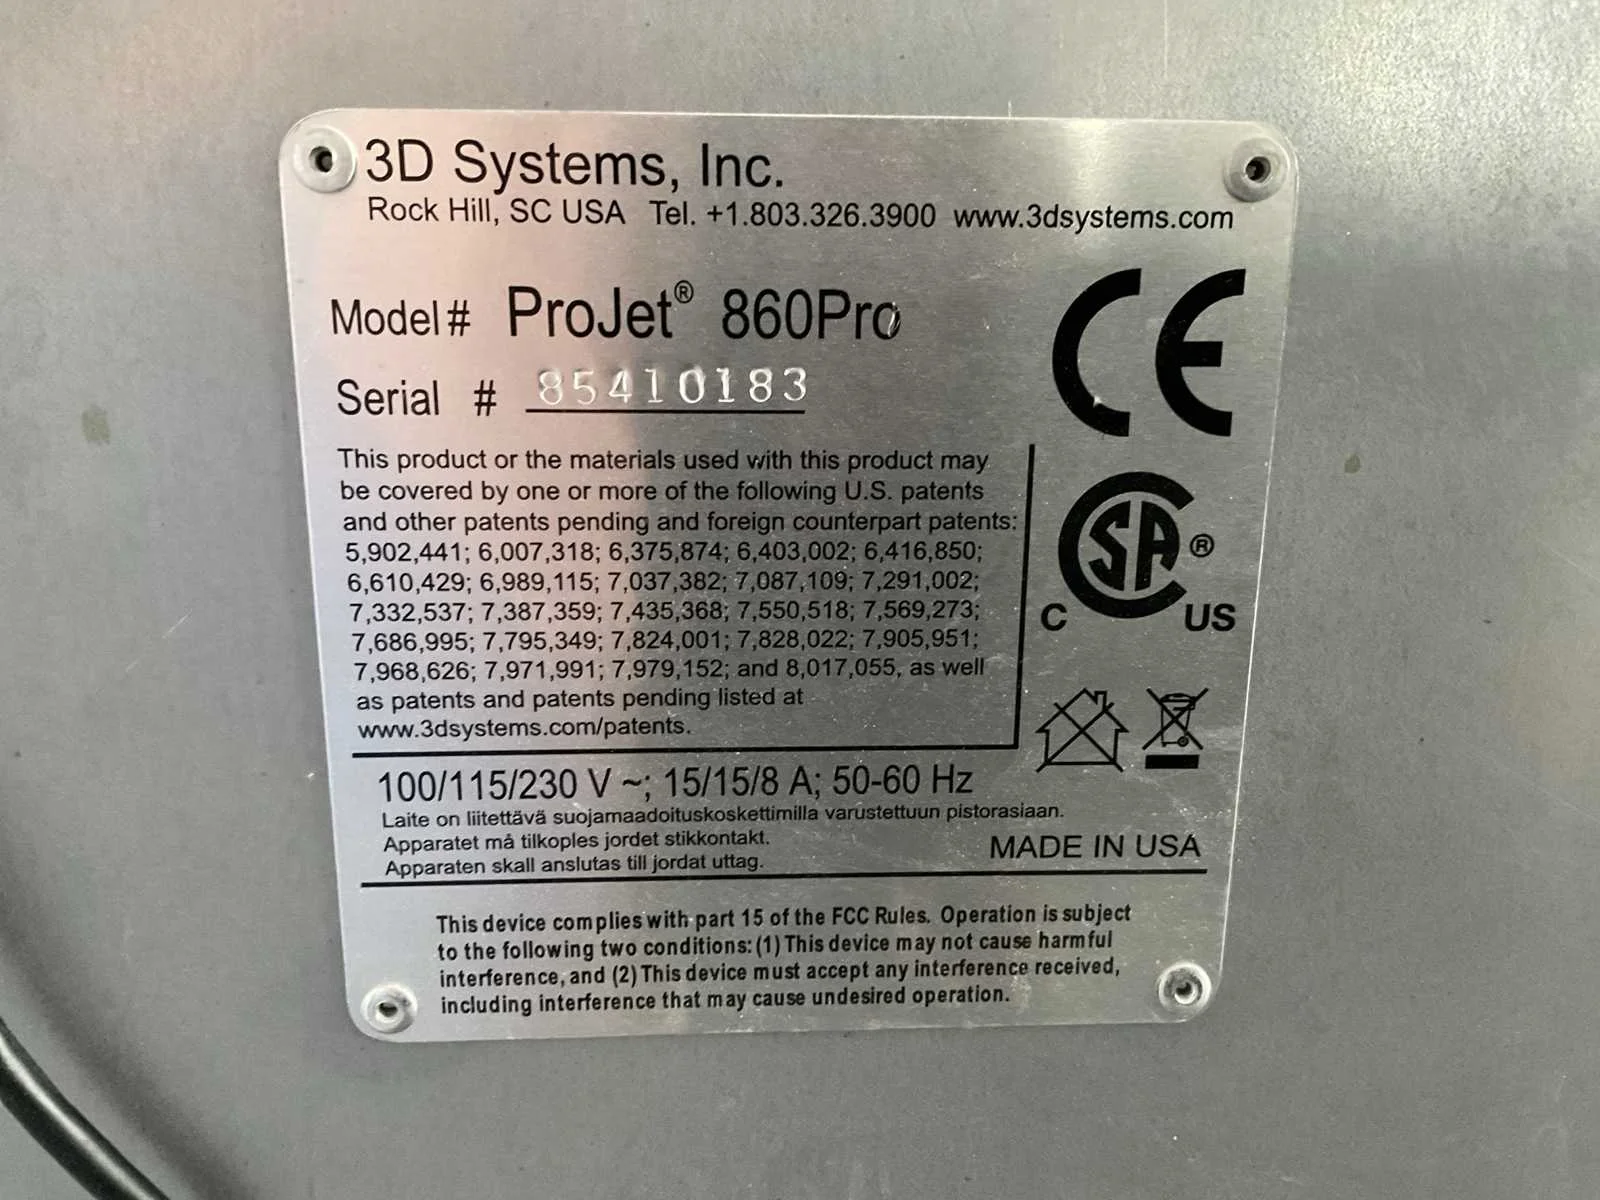 3D Systems, Inc.
Rock Hill, SC USA Tel. +1.803.326.3900 www.3dsystems.com
Model# ProJet® 860Pro
Serial # 85410183
CE
This product or the materials used with this product may
be covered by one or more of the following U.S. patents
and other patents pending and foreign counterpart patents:
5,902,441; 6,007,318; 6,375,874; 6,403,002; 6,416,850;
6,610,429; 6,989,115; 7,037,382; 7,087,109; 7,291,002;
7,332,537; 7,387,359; 7,435,368; 7,550,518; 7,569,273;
7,686,995; 7,795,349; 7,824,001; 7,828,022; 7,905,951;
7,968,626; 7,971,991; 7,979,152; and 8,017,055, as well
as patents and patents pending listed at
www.3dsystems.com/patents.
CSA®
C US
100/115/230 V ~; 15/15/8 A; 50-60 Hz
Laite on liitettävä suojamaadoituskoskettimilla varustettuun pistorasiaan.
Apparatet må tilkoples jordet stikkontakt.
Apparaten skall anslutas till jordat uttag.
MADE IN USA
This device complies with part 15 of the FCC Rules. Operation is subject
to the following two conditions: (1) This device may not cause harmful
interference, and (2) This device must accept any interference received,
including interference that may cause undesired operation.